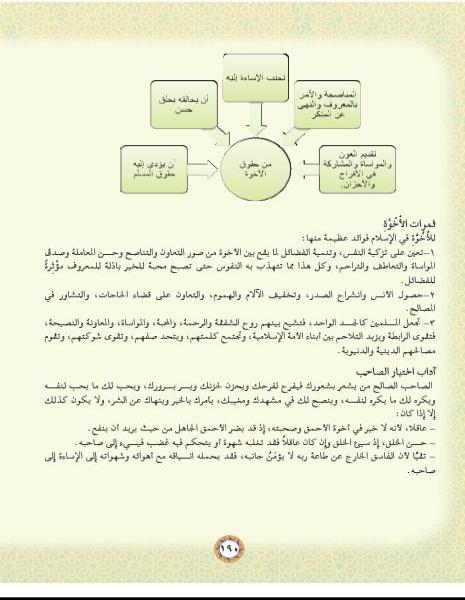 تجنب الإساءة إليه
المناصحة والأمر
بالمعروف والنهي
عن المنكر
أن يخالقه بخلق
حسن
تقديم العون
والمواساة والمشاركة
في الأفراح
والأحزان.
من حقوق
الأخوة
أن يؤدي إليه
حقوق المسلم
ثمرات الأُخُوَّةِ
للأُخُوَّةِ في الإسلام فوائد عظيمة منها:
١-تعين على تزكية النفس، وتنمية الفضائل لما يقع بين الأخوة من صور التعاون والتناصح وحسن المعاملة وصدق
المواساة والتعاطف والتراحم، وكل هذا مما تتهذب به النفوس حتى تصبح محبة للخير باذلة للمعروف مؤثرةً
للفضائل.
٢-حصول الأنس وانشراح الصدر، وتخفيف الآلام والهموم، والتعاون على قضاء الحاجات، والتشاور في
المصالح.
٣- تجعل المسلمين كالجسد الواحد، فتشيع بينهم روح الشفقة والرحمة، والمحبة، والمواساة، والمعاونة والنصيحة،
فتقوى الرابطة ويزيد التلاحم بين أبناء الأمة الإسلامية، وتجتمع كلمتهم، ويتحد صفهم، وتقوى شوكتهم، وتقوم
مصالحهم الدينية والدنيوية.
آداب اختيار الصاحب
الصاحب الصالح من يشعر بشعورك فيفرح لفرحك ويحزن لحزنك ويسر بسرورك، ويحب لك ما يحب لنفسه
ويكره لك ما يكره لنفسه، وينصح لك في مشهدك ومغيبك، يأمرك بالخير وينهاك عن الشر، ولا يكون كذلك
إلا إذا كان:
- عاقلا، لأنه لا خير في أخوة الأحمق وصحبته، إذ قد يضر الأحمق الجاهل من حيث يريد أن ينفع.
- حسن الخلق، إذ سيئ الخلق وإن كان عاقلاً فقد تغلبه شهوة أو يتحكم فيه غضب فيسيء إلى صاحبه.
- تقيًّا لأن الفاسق الخارج عن طاعة ربه لا يؤمَنُ جانبه، فقد يحمله انسياقه مع أهوائه وشهواته إلى الإساءة إلى
صاحبه.
١٩٠